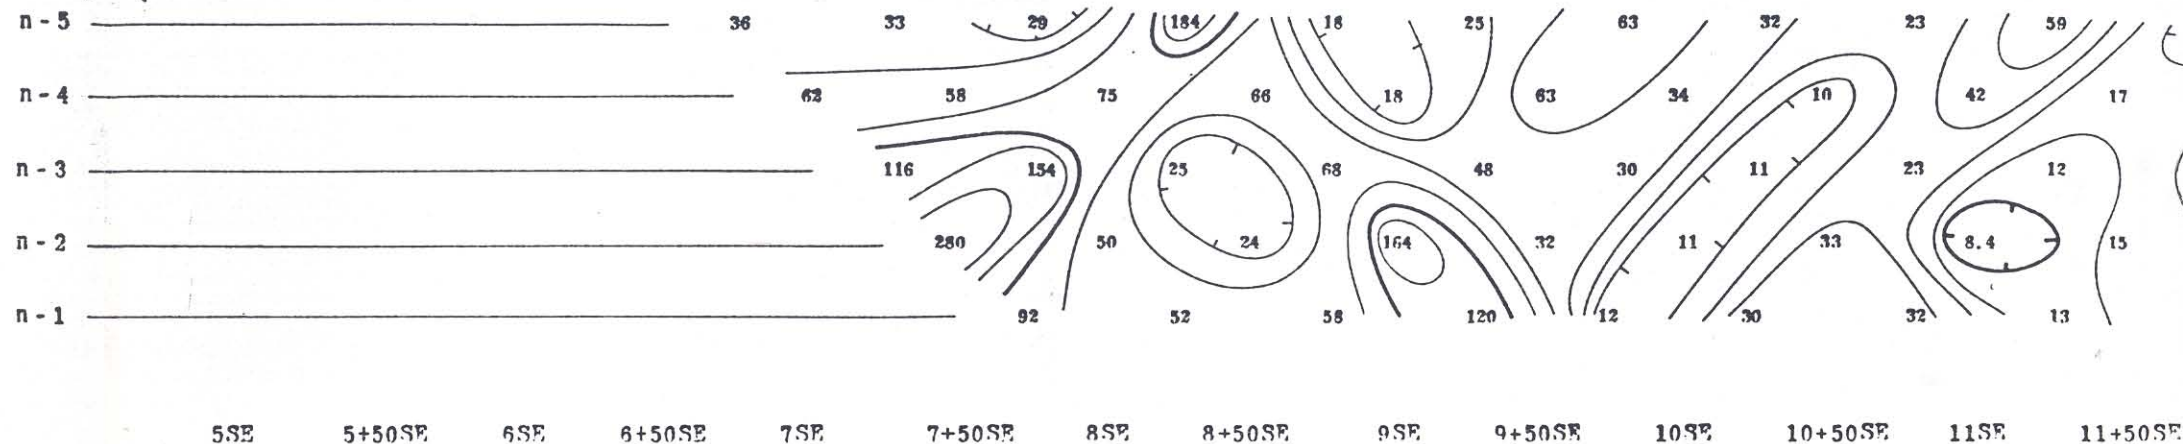 n-5 36 33 29 184 18 25 63 32 23 59
n-4 62 58 75 66 18 63 34 10 42 17
n-3 116 154 25 68 48 30 11 23 12
n-2 280 50 24 164 32 11 33 8.4 15
n-1 92 52 58 120 12 30 32 13
5SE 5+50SE 6SE 6+50SE 7SE 7+50SE 8SE 8+50SE 9SE 9+50SE 10SE 10+50SE 11SE 11+50SE